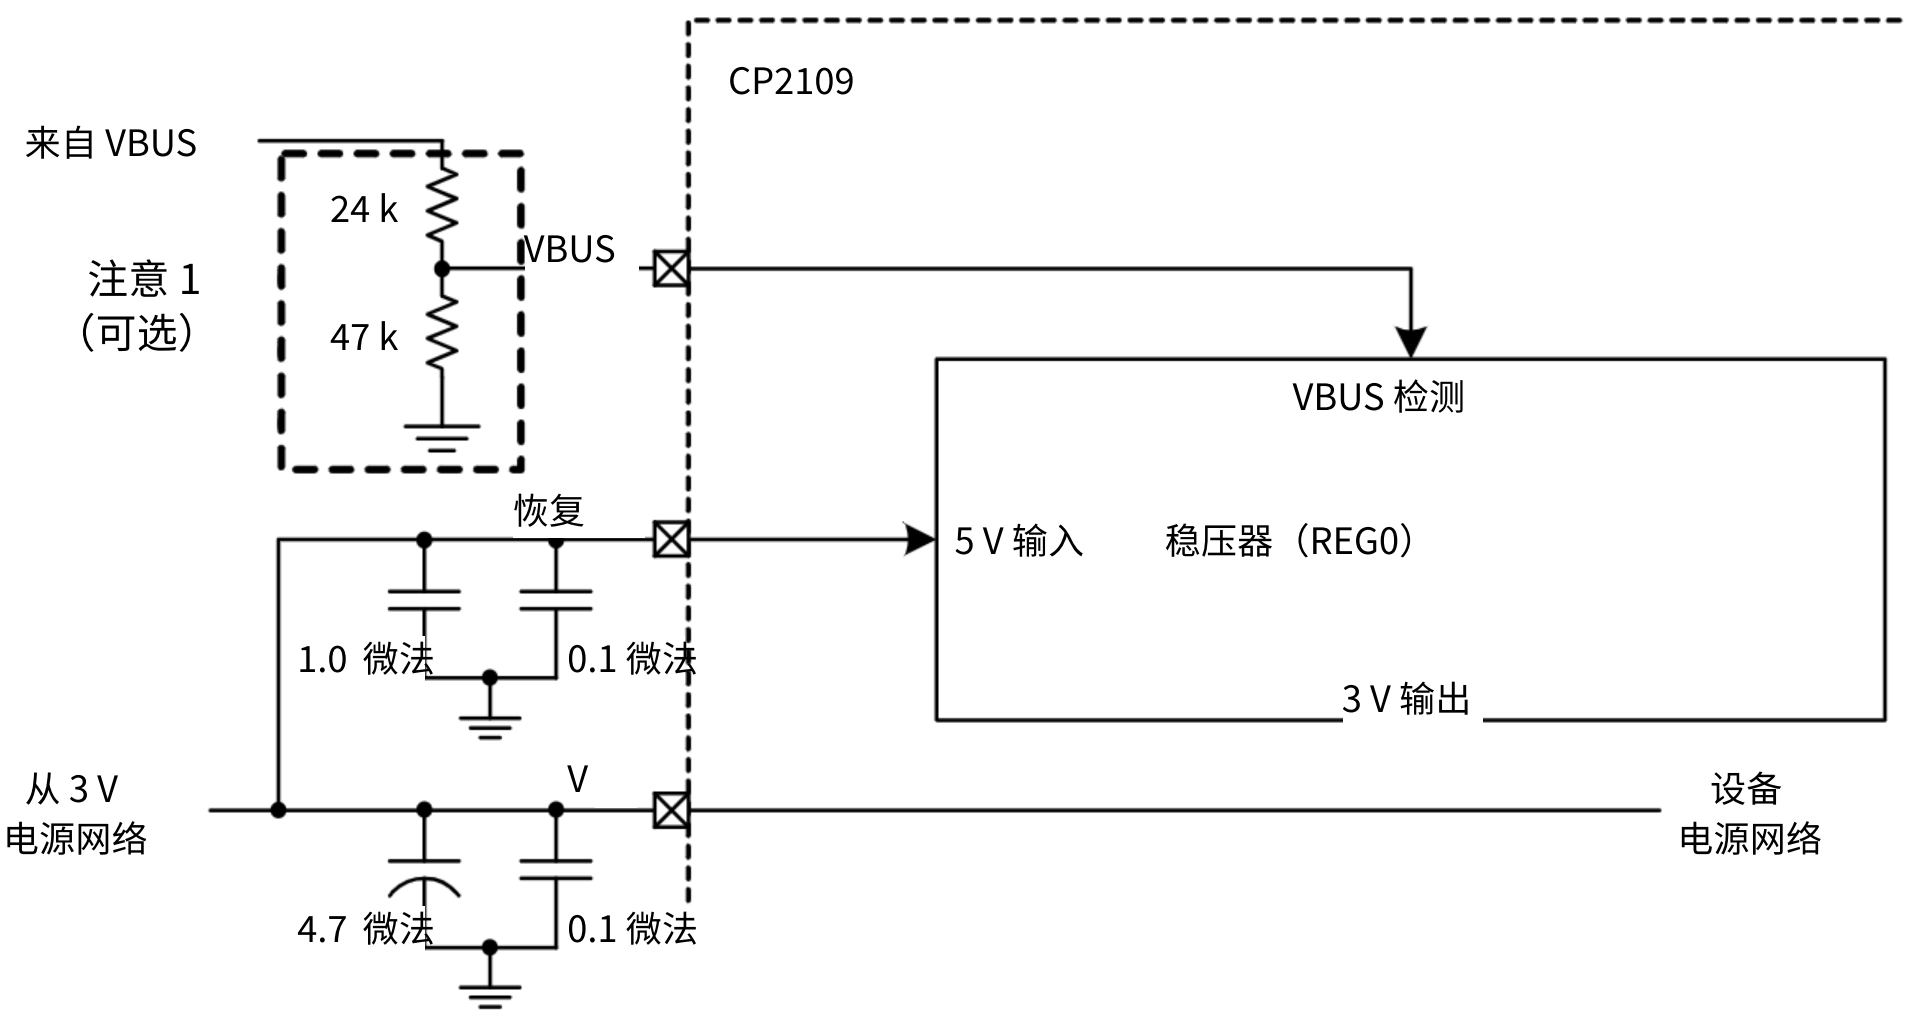 CP2109
来自 VBUS
24 k
VBUS
注意 1
（可选）
47 k
VBUS 检测
恢复
5 V 输入
稳压器（REG0）
1.0 微法
0.1 微法
3 V 输出
V
从 3 V
电源网络
设备
电源网络
4.7 微法
0.1 微法